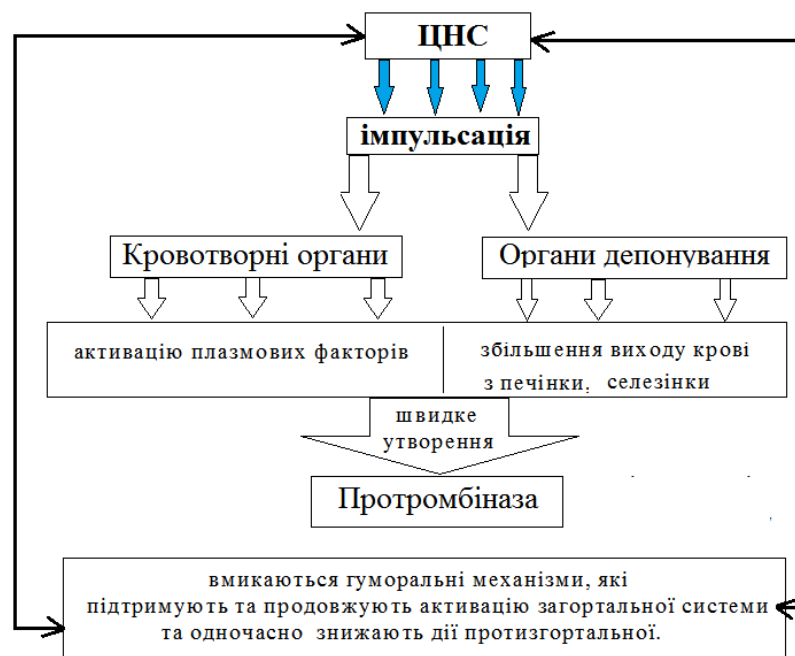 ЦНС
імпульсація
Кровотворні органи
Органи депонування
активацію плазмових факторів
збільшення виходу крові
з печінки, селезінки
швидке
утворення
Протромбіназа
вмикаються гуморальні механізми, які
підтримують та продовжують активацію загортальної системи
та одночасно знижають дії протизгортальної.